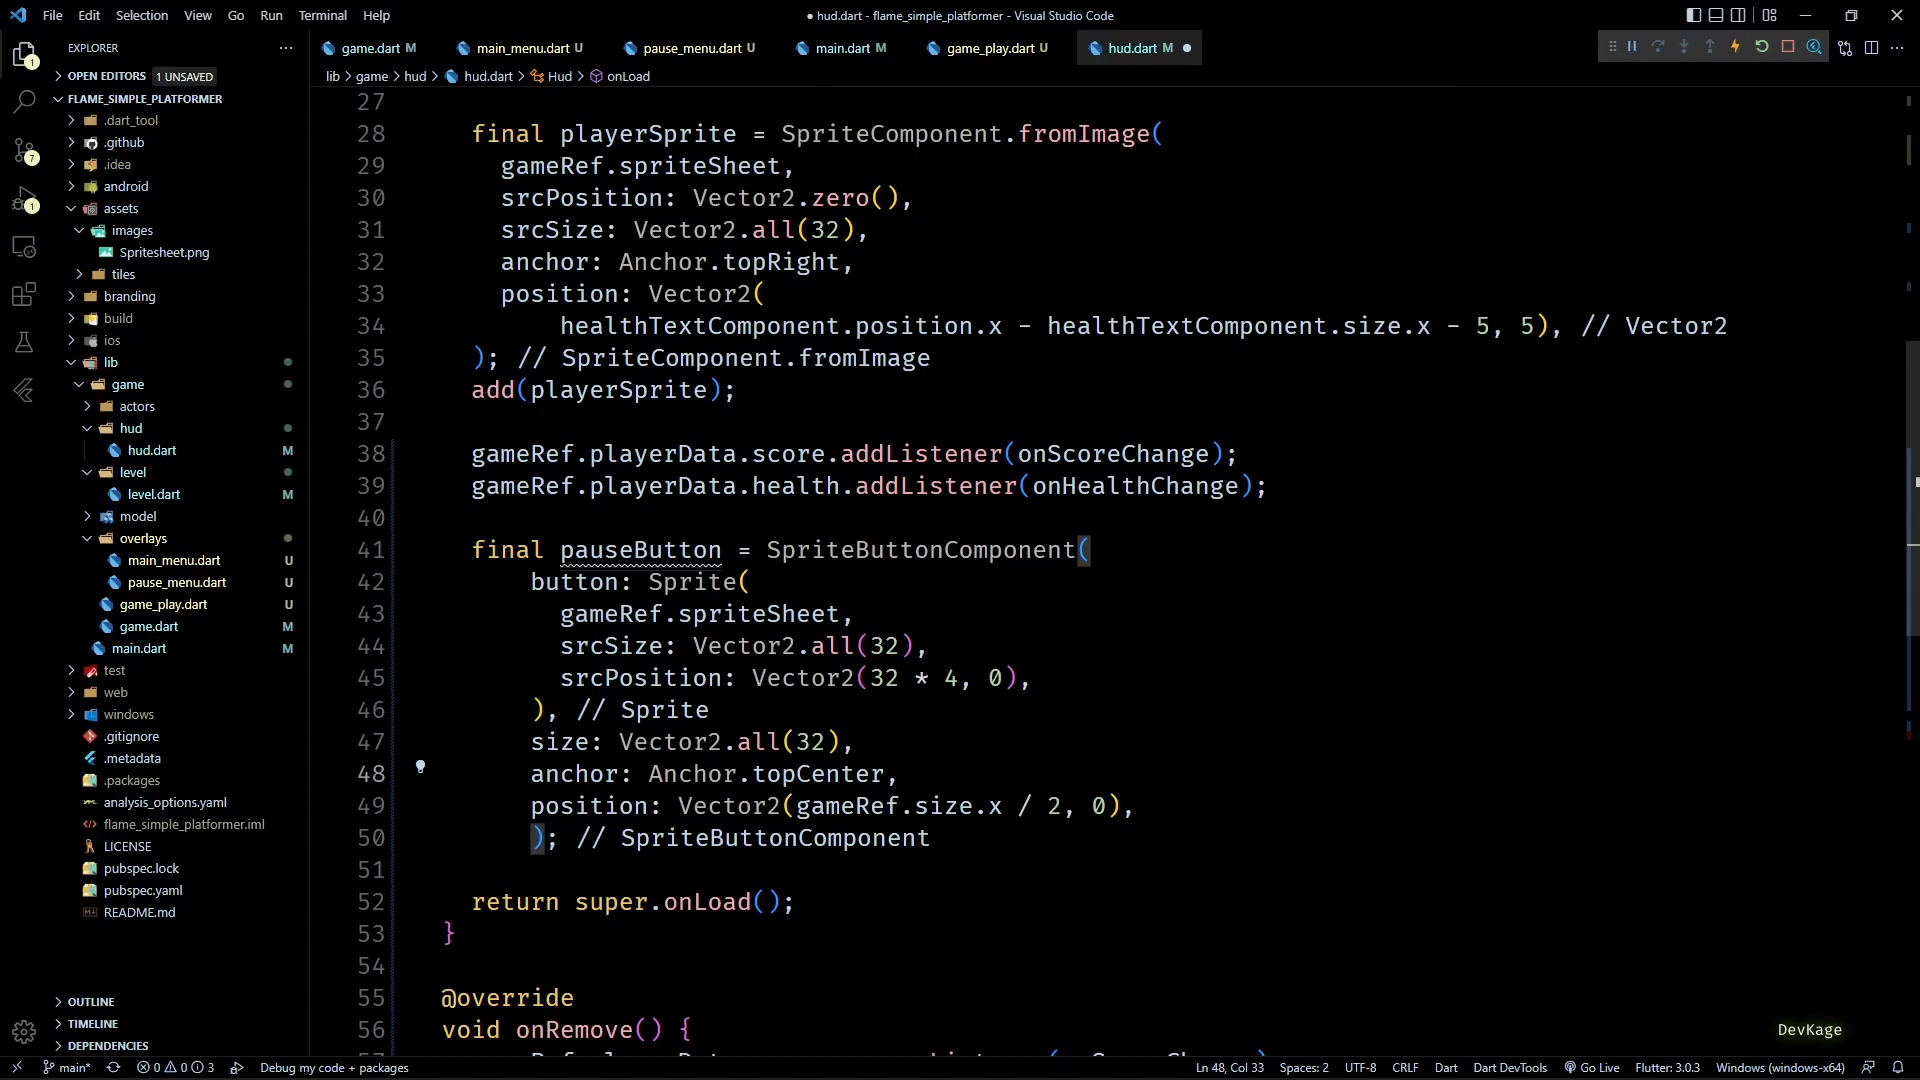 File Edit Selection View Go Run Terminal Help
● hud.dart - flame_simple_platformer - Visual Studio Code
EXPLORER
game.dart M
main_menu.dart U
pause_menu.dart U
main.dart M
game_play.dart U
hud.dart M
OPEN EDITORS 1 UNSAVED
lib > game > hud > hud.dart > Hud > onLoad
FLAME_SIMPLE_PLATFORMER
.dart_tool
.github
.idea
android
assets
images
Spritesheet.png
tiles
branding
build
ios
lib
game
actors
hud
hud.dart M
level
level.dart M
model
overlays
main_menu.dart U
pause_menu.dart U
game_play.dart U
game.dart M
main.dart M
test
web
windows
.gitignore
.metadata
.packages
analysis_options.yaml
flame_simple_platformer.iml
LICENSE
pubspec.lock
pubspec.yaml
README.md
OUTLINE
TIMELINE
DEPENDENCIES
1
7
1
27
28 final playerSprite = SpriteComponent.fromImage(
29 gameRef.spriteSheet,
30 srcPosition: Vector2.zero(),
31 srcSize: Vector2.all(32),
32 anchor: Anchor.topRight,
33 position: Vector2(
34 healthTextComponent.position.x - healthTextComponent.size.x - 5, 5), // Vector2
35 ); // SpriteComponent.fromImage
36 add(playerSprite);
37
38 gameRef.playerData.score.addListener(onScoreChange);
39 gameRef.playerData.health.addListener(onHealthChange);
40
41 final pauseButton = SpriteButtonComponent(
42 button: Sprite(
43 gameRef.spriteSheet,
44 srcSize: Vector2.all(32),
45 srcPosition: Vector2(32 * 4, 0),
46 ), // Sprite
47 size: Vector2.all(32),
48 anchor: Anchor.topCenter,
49 position: Vector2(gameRef.size.x / 2, 0),
50 ); // SpriteButtonComponent
51
52 return super.onLoad();
53 }
54
55 @override
56 void onRemove() {
DevKage
main* 0 0 3 Debug my code + packages
Ln 48, Col 33 Spaces: 2 UTF-8 CRLF Dart Dart DevTools Go Live Flutter: 3.0.3 Windows (windows-x64)